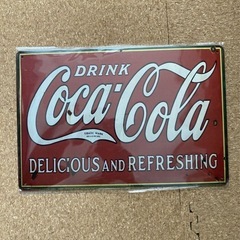 DRINK
Coca-Cola
DELICIOUS AND REFRESHING